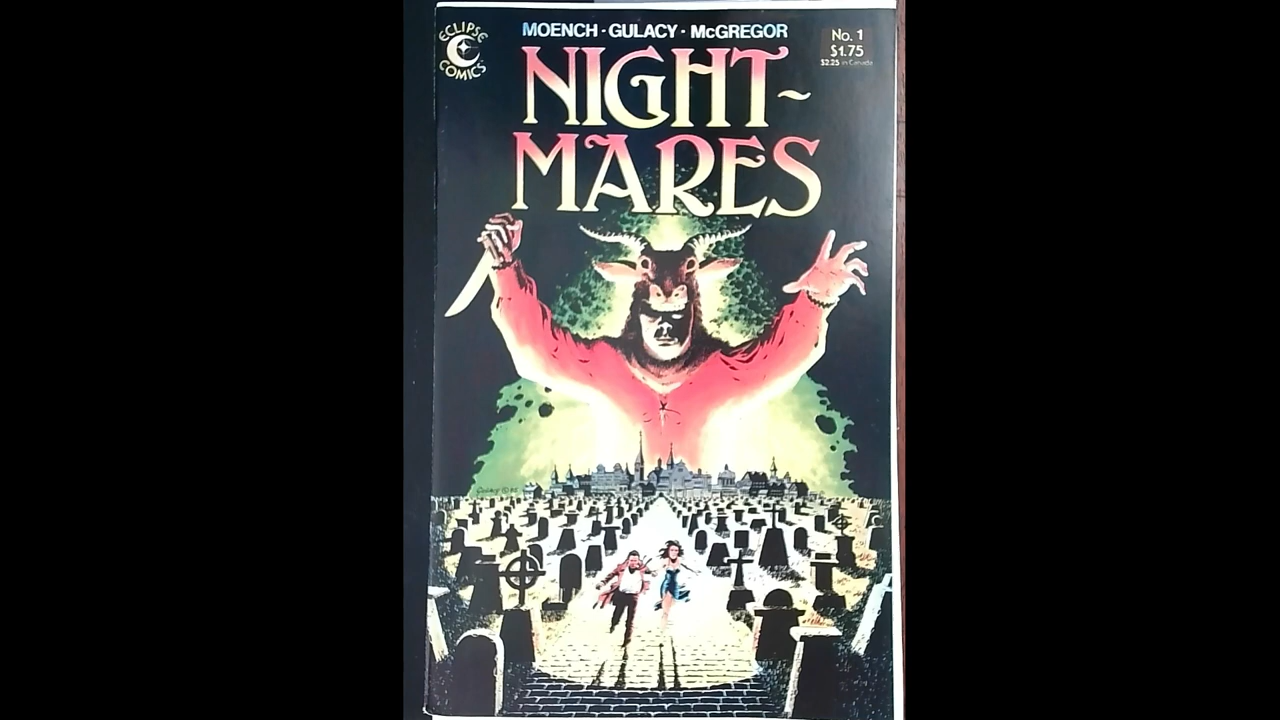 ECLIPSE
COMICS
MOENCH · GULACY · McGREGOR
No. 1
$1.75
$2.25 in Canada
NIGHT-
MARES